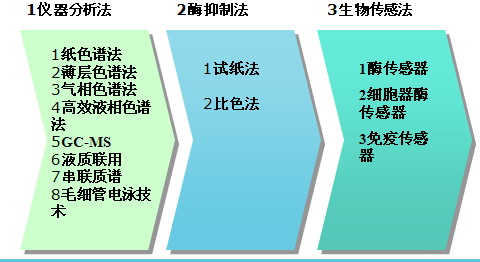 1仪器分析法
1纸色谱法
2薄层色谱法
3气相色谱法
4高效液相色谱
法
5GC-MS
6液质联用
7串联质谱
8毛细管电泳技
术
2酶抑制法
1试纸法
2比色法
3生物传感法
1酶传感器
2细胞器酶
传感器
3免疫传感
器